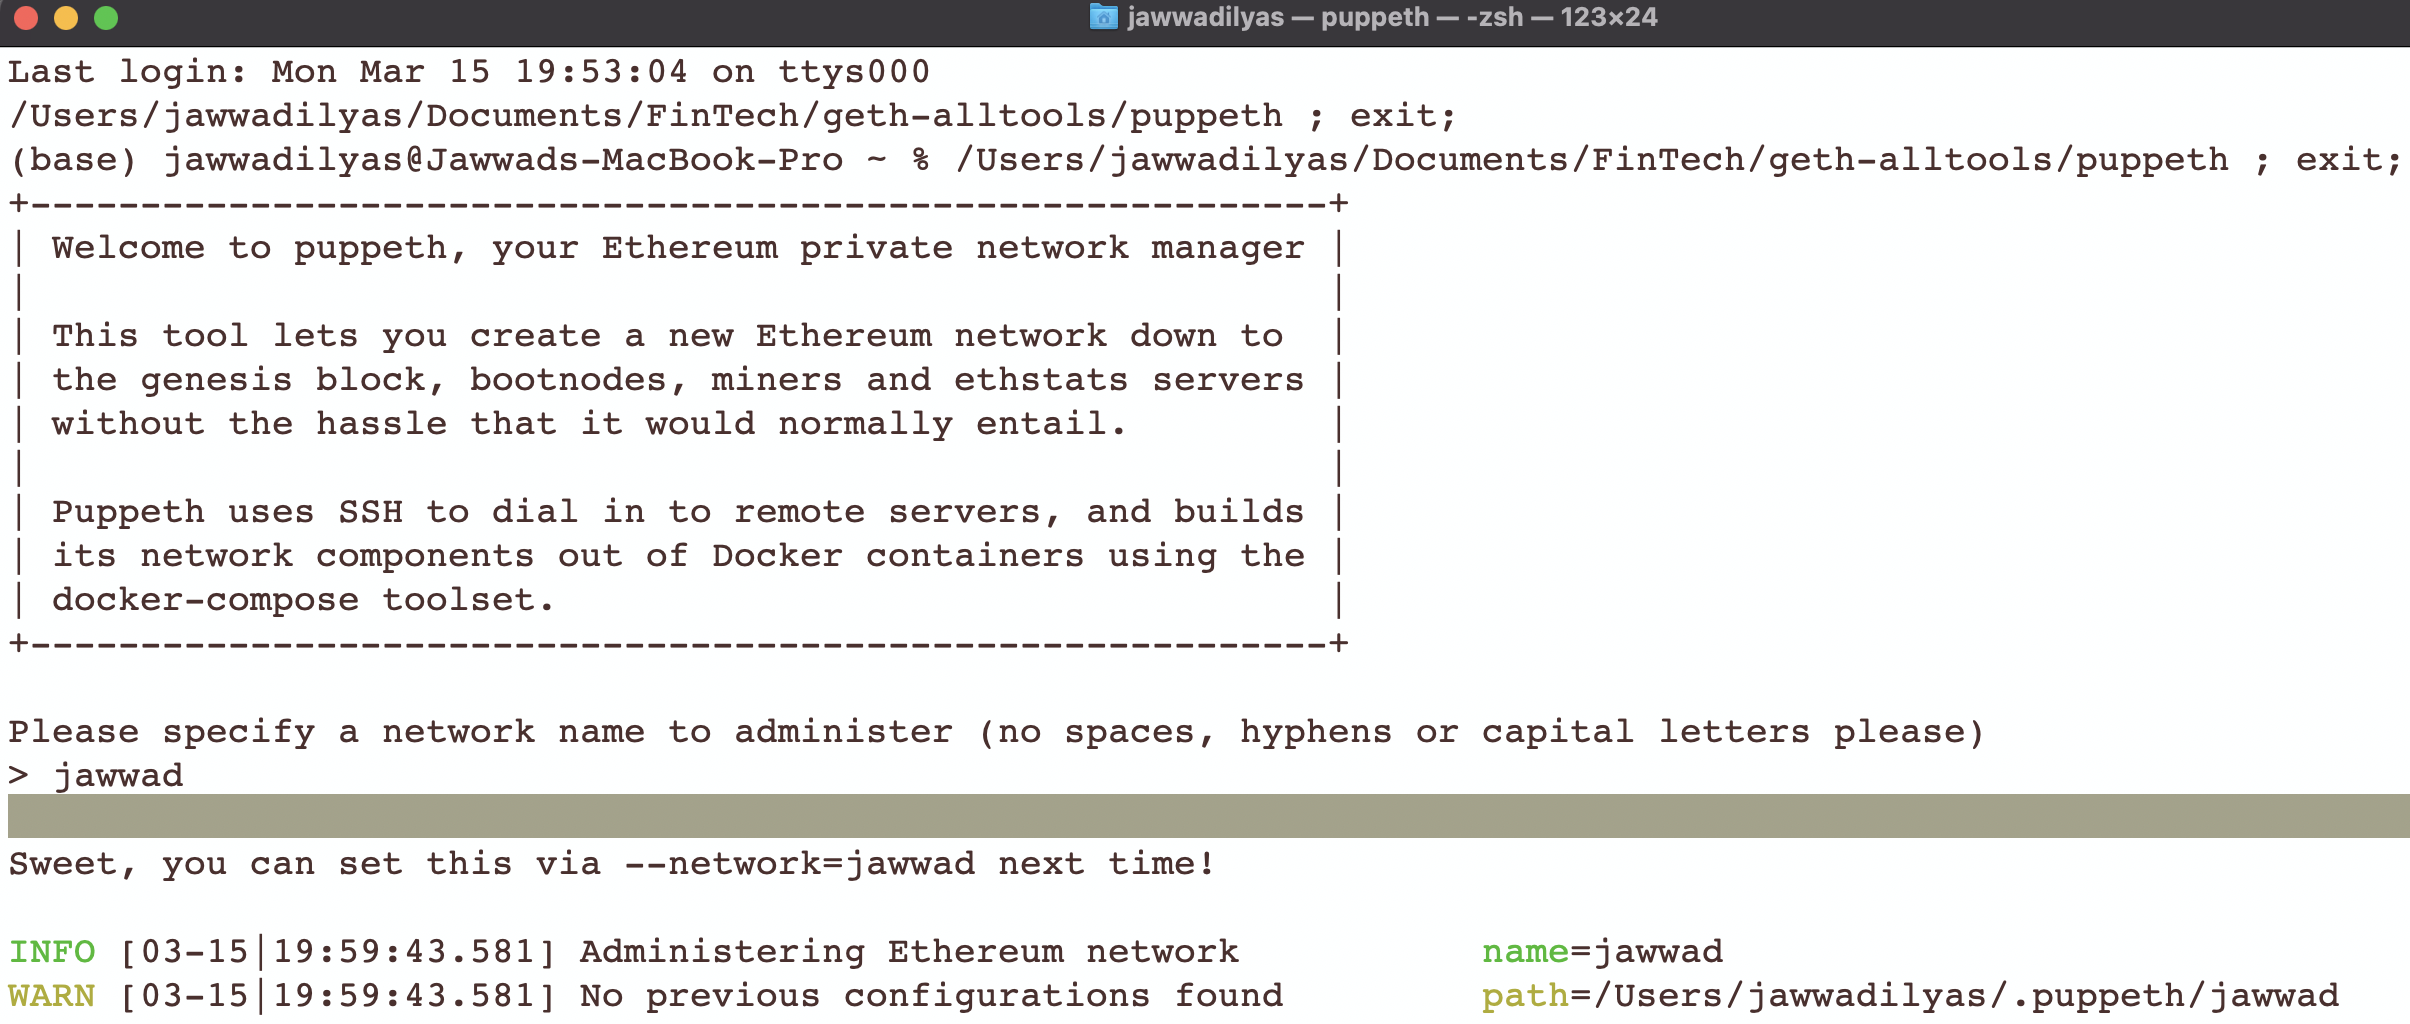 jawwadilyas — puppeth — -zsh — 123×24
Last login: Mon Mar 15 19:53:04 on ttys000
/Users/jawwadilyas/Documents/FinTech/geth-alltools/puppeth ; exit;
(base) jawwadilyas@Jawwads-MacBook-Pro ~ % /Users/jawwadilyas/Documents/FinTech/geth-alltools/puppeth ; exit;
+-----------------------------------------------------------+
| Welcome to puppeth, your Ethereum private network manager |
|                                                           |
| This tool lets you create a new Ethereum network down to  |
| the genesis block, bootnodes, miners and ethstats servers |
| without the hassle that it would normally entail.         |
|                                                           |
| Puppeth uses SSH to dial in to remote servers, and builds |
| its network components out of Docker containers using the |
| docker-compose toolset.                                   |
+-----------------------------------------------------------+
Please specify a network name to administer (no spaces, hyphens or capital letters please)
> jawwad
Sweet, you can set this via --network=jawwad next time!
INFO [03-15|19:59:43.581] Administering Ethereum network           name=jawwad
WARN [03-15|19:59:43.581] No previous configurations found         path=/Users/jawwadilyas/.puppeth/jawwad